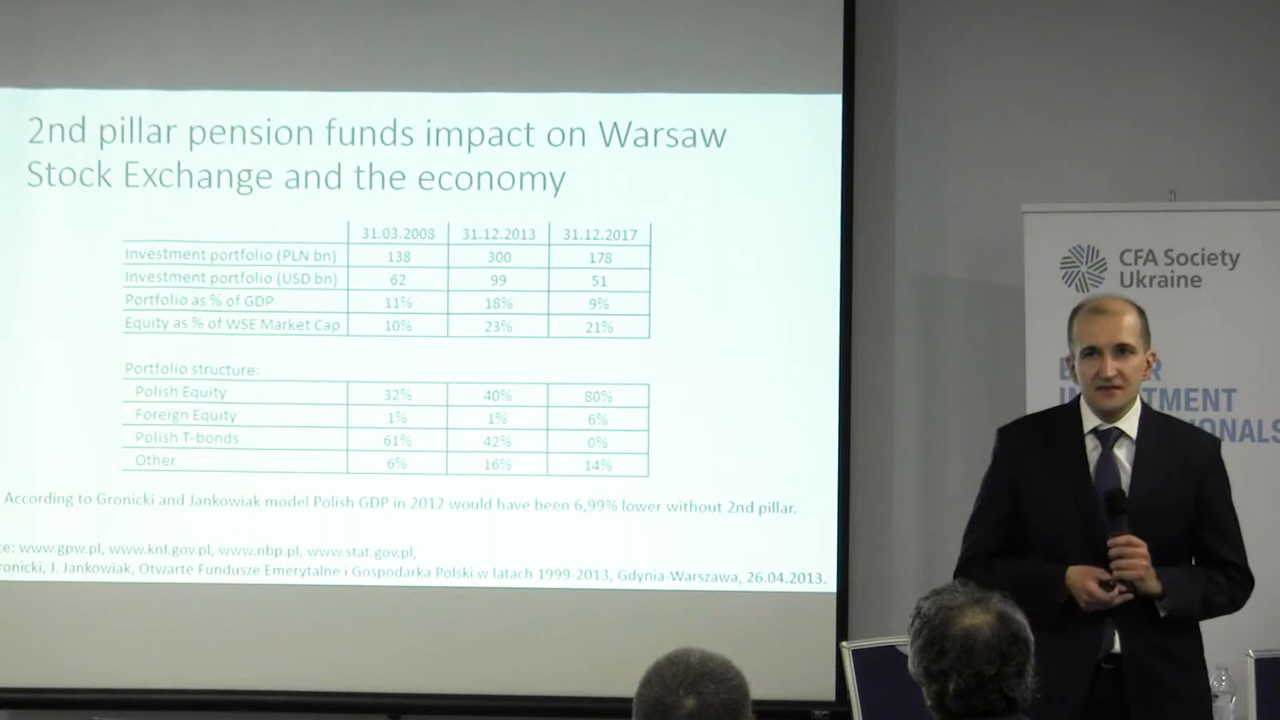 2nd pillar pension funds impact on Warsaw
Stock Exchange and the economy
31.03.2008 31.12.2013 31.12.2017
Investment portfolio (PLN bn) 138 300 178
Investment portfolio (USD bn) 62 99 51
Portfolio as % of GDP 11% 18% 9%
Equity as % of WSE Market Cap 10% 23% 21%
Portfolio structure:
Polish Equity 32% 40% 80%
Foreign Equity 1% 1% 6%
Polish T-bonds 61% 42% 0%
Other 6% 16% 14%
According to Gronicki and Jankowiak model Polish GDP in 2012 would have been 6,99% lower without 2nd pillar.
ce: www.gpw.pl, www.knf.gov.pl, www.nbp.pl, www.stat.gov.pl,
ronicki, J. Jankowiak, Otwarte Fundusze Emerytalne i Gospodarka Polski w latach 1999-2013, Gdynia-Warszawa, 26.04.2013.
CFA Society
Ukraine